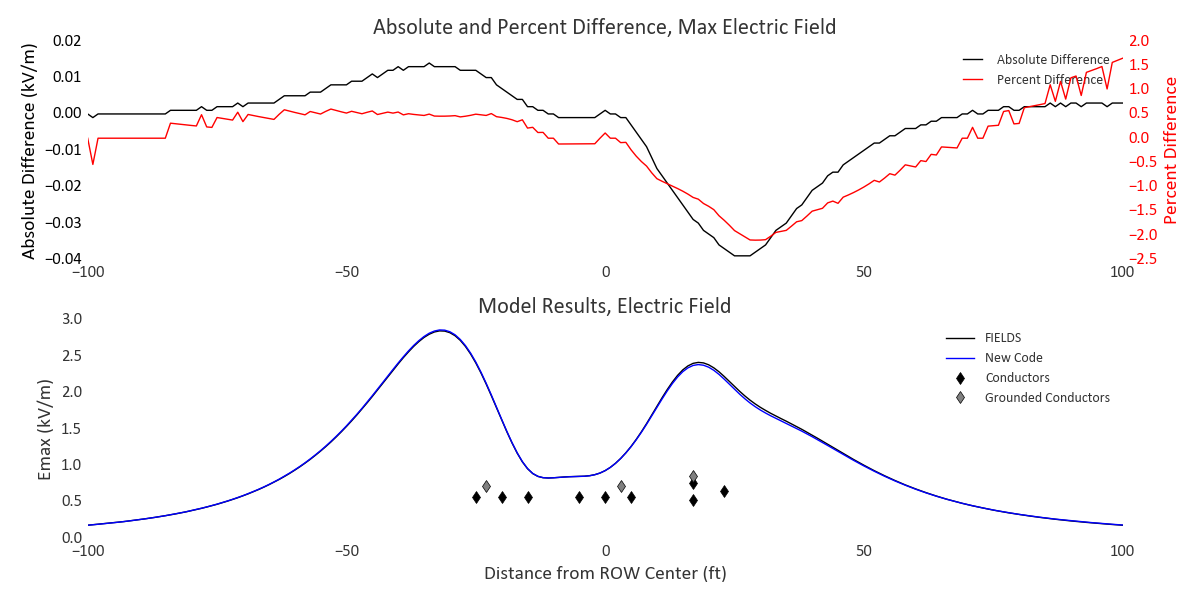 Absolute and Percent Difference, Max Electric Field
Absolute Difference (kV/m)
0.02
0.01
0.00
−0.01
−0.02
−0.03
−0.04
−100
−50
0
50
100
Absolute Difference
Percent Difference
2.0
1.5
1.0
0.5
0.0
−0.5
−1.0
−1.5
−2.0
−2.5
Percent Difference
Model Results, Electric Field
Emax (kV/m)
3.0
2.5
2.0
1.5
1.0
0.5
0.0
−100
−50
0
50
100
FIELDS
New Code
Conductors
Grounded Conductors
Distance from ROW Center (ft)